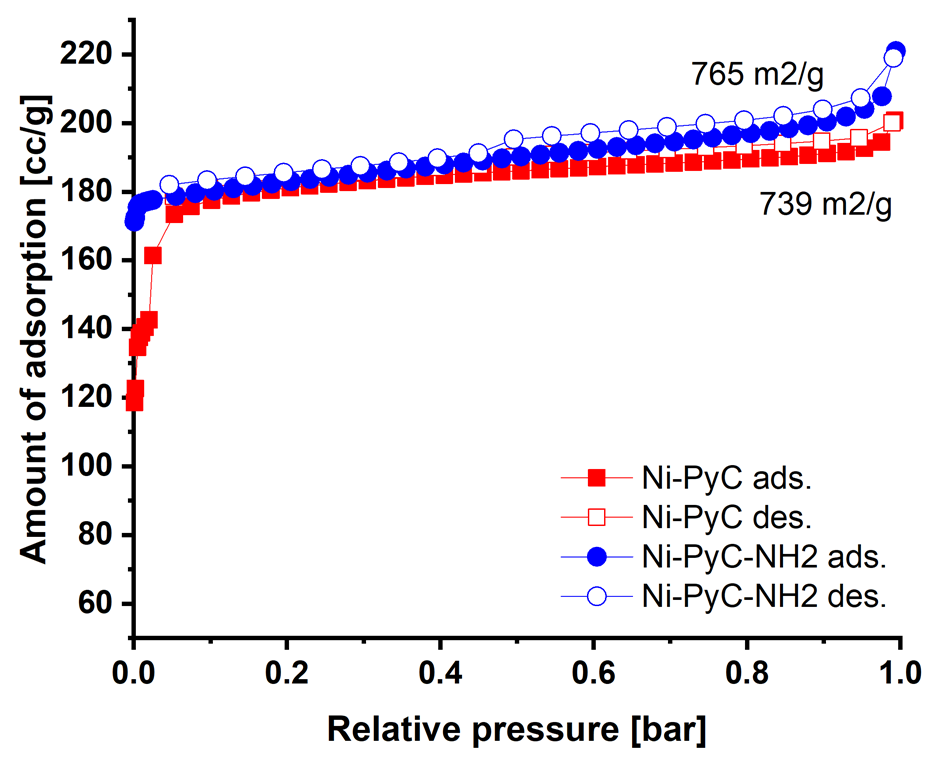 220
200
180
160
140
120
100
80
60
Amount of adsorption [cc/g]
765 m2/g
739 m2/g
Ni-PyC ads.
Ni-PyC des.
Ni-PyC-NH2 ads.
Ni-PyC-NH2 des.
0.0 0.2 0.4 0.6 0.8 1.0
Relative pressure [bar]